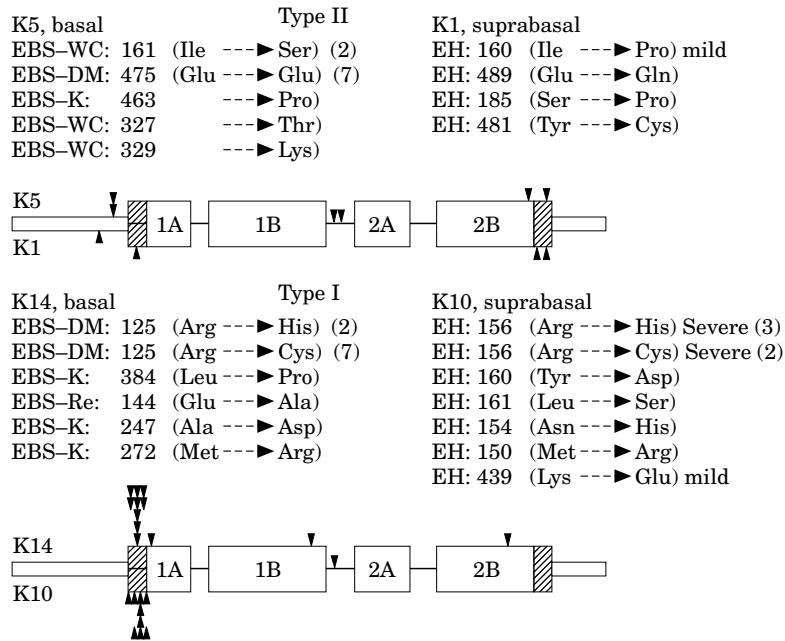 Type II
K5, basal
EBS–WC: 161 (Ile ---► Ser) (2)
EBS–DM: 475 (Glu ---► Glu) (7)
EBS–K: 463 ---► Pro)
EBS–WC: 327 ---► Thr)
EBS–WC: 329 ---► Lys)
K1, suprabasal
EH: 160 (Ile ---► Pro) mild
EH: 489 (Glu ---► Gln)
EH: 185 (Ser ---► Pro)
EH: 481 (Tyr ---► Cys)
K5
1A 1B 2A 2B
K1
Type I
K14, basal
EBS–DM: 125 (Arg ---► His) (2)
EBS–DM: 125 (Arg ---► Cys) (7)
EBS–K: 384 (Leu ---► Pro)
EBS–Re: 144 (Glu ---► Ala)
EBS–K: 247 (Ala ---► Asp)
EBS–K: 272 (Met ---► Arg)
K10, suprabasal
EH: 156 (Arg ---► His) Severe (3)
EH: 156 (Arg ---► Cys) Severe (2)
EH: 160 (Tyr ---► Asp)
EH: 161 (Leu ---► Ser)
EH: 154 (Asn ---► His)
EH: 150 (Met ---► Arg)
EH: 439 (Lys ---► Glu) mild
K14
1A 1B 2A 2B
K10